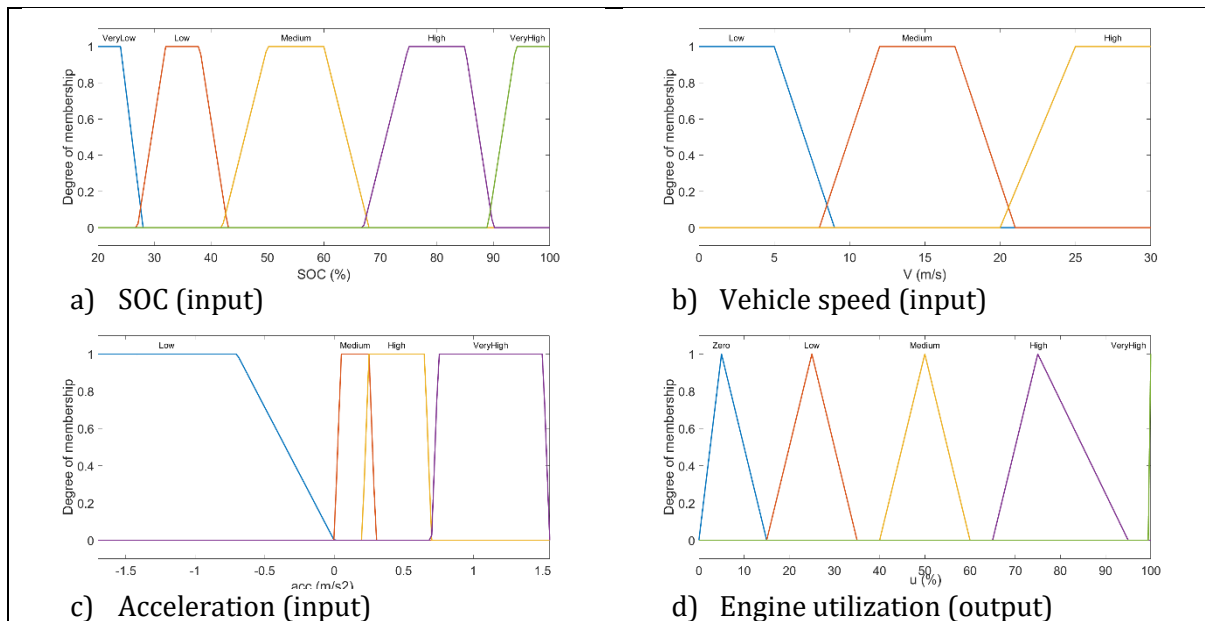 VeryLow Low Medium High VeryHigh
1
0.8
0.6
0.4
0.2
0
Degree of membership
20 30 40 50 60 70 80 90 100
SOC (%)
a) SOC (input)
Low Medium High
1
0.8
0.6
0.4
0.2
0
Degree of membership
0 5 10 15 20 25 30
V (m/s)
b) Vehicle speed (input)
Low Medium High VeryHigh
1
0.8
0.6
0.4
0.2
0
Degree of membership
-1.5 -1 -0.5 0 0.5 1 1.5
acc (m/s2)
c) Acceleration (input)
Zero Low Medium High VeryHigh
1
0.8
0.6
0.4
0.2
0
Degree of membership
0 10 20 30 40 50 60 70 80 90 100
u (%)
d) Engine utilization (output)